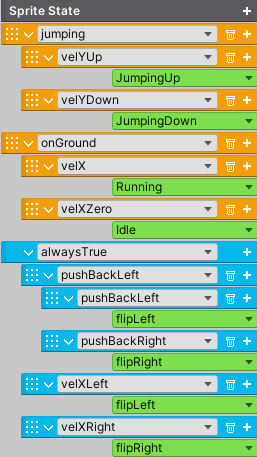 Sprite State
jumping
velYUp
JumpingUp
velYDown
JumpingDown
onGround
velX
Running
velXZero
Idle
alwaysTrue
pushBackLeft
pushBackLeft
flipLeft
pushBackRight
flipRight
velXLeft
flipLeft
velXRight
flipRight